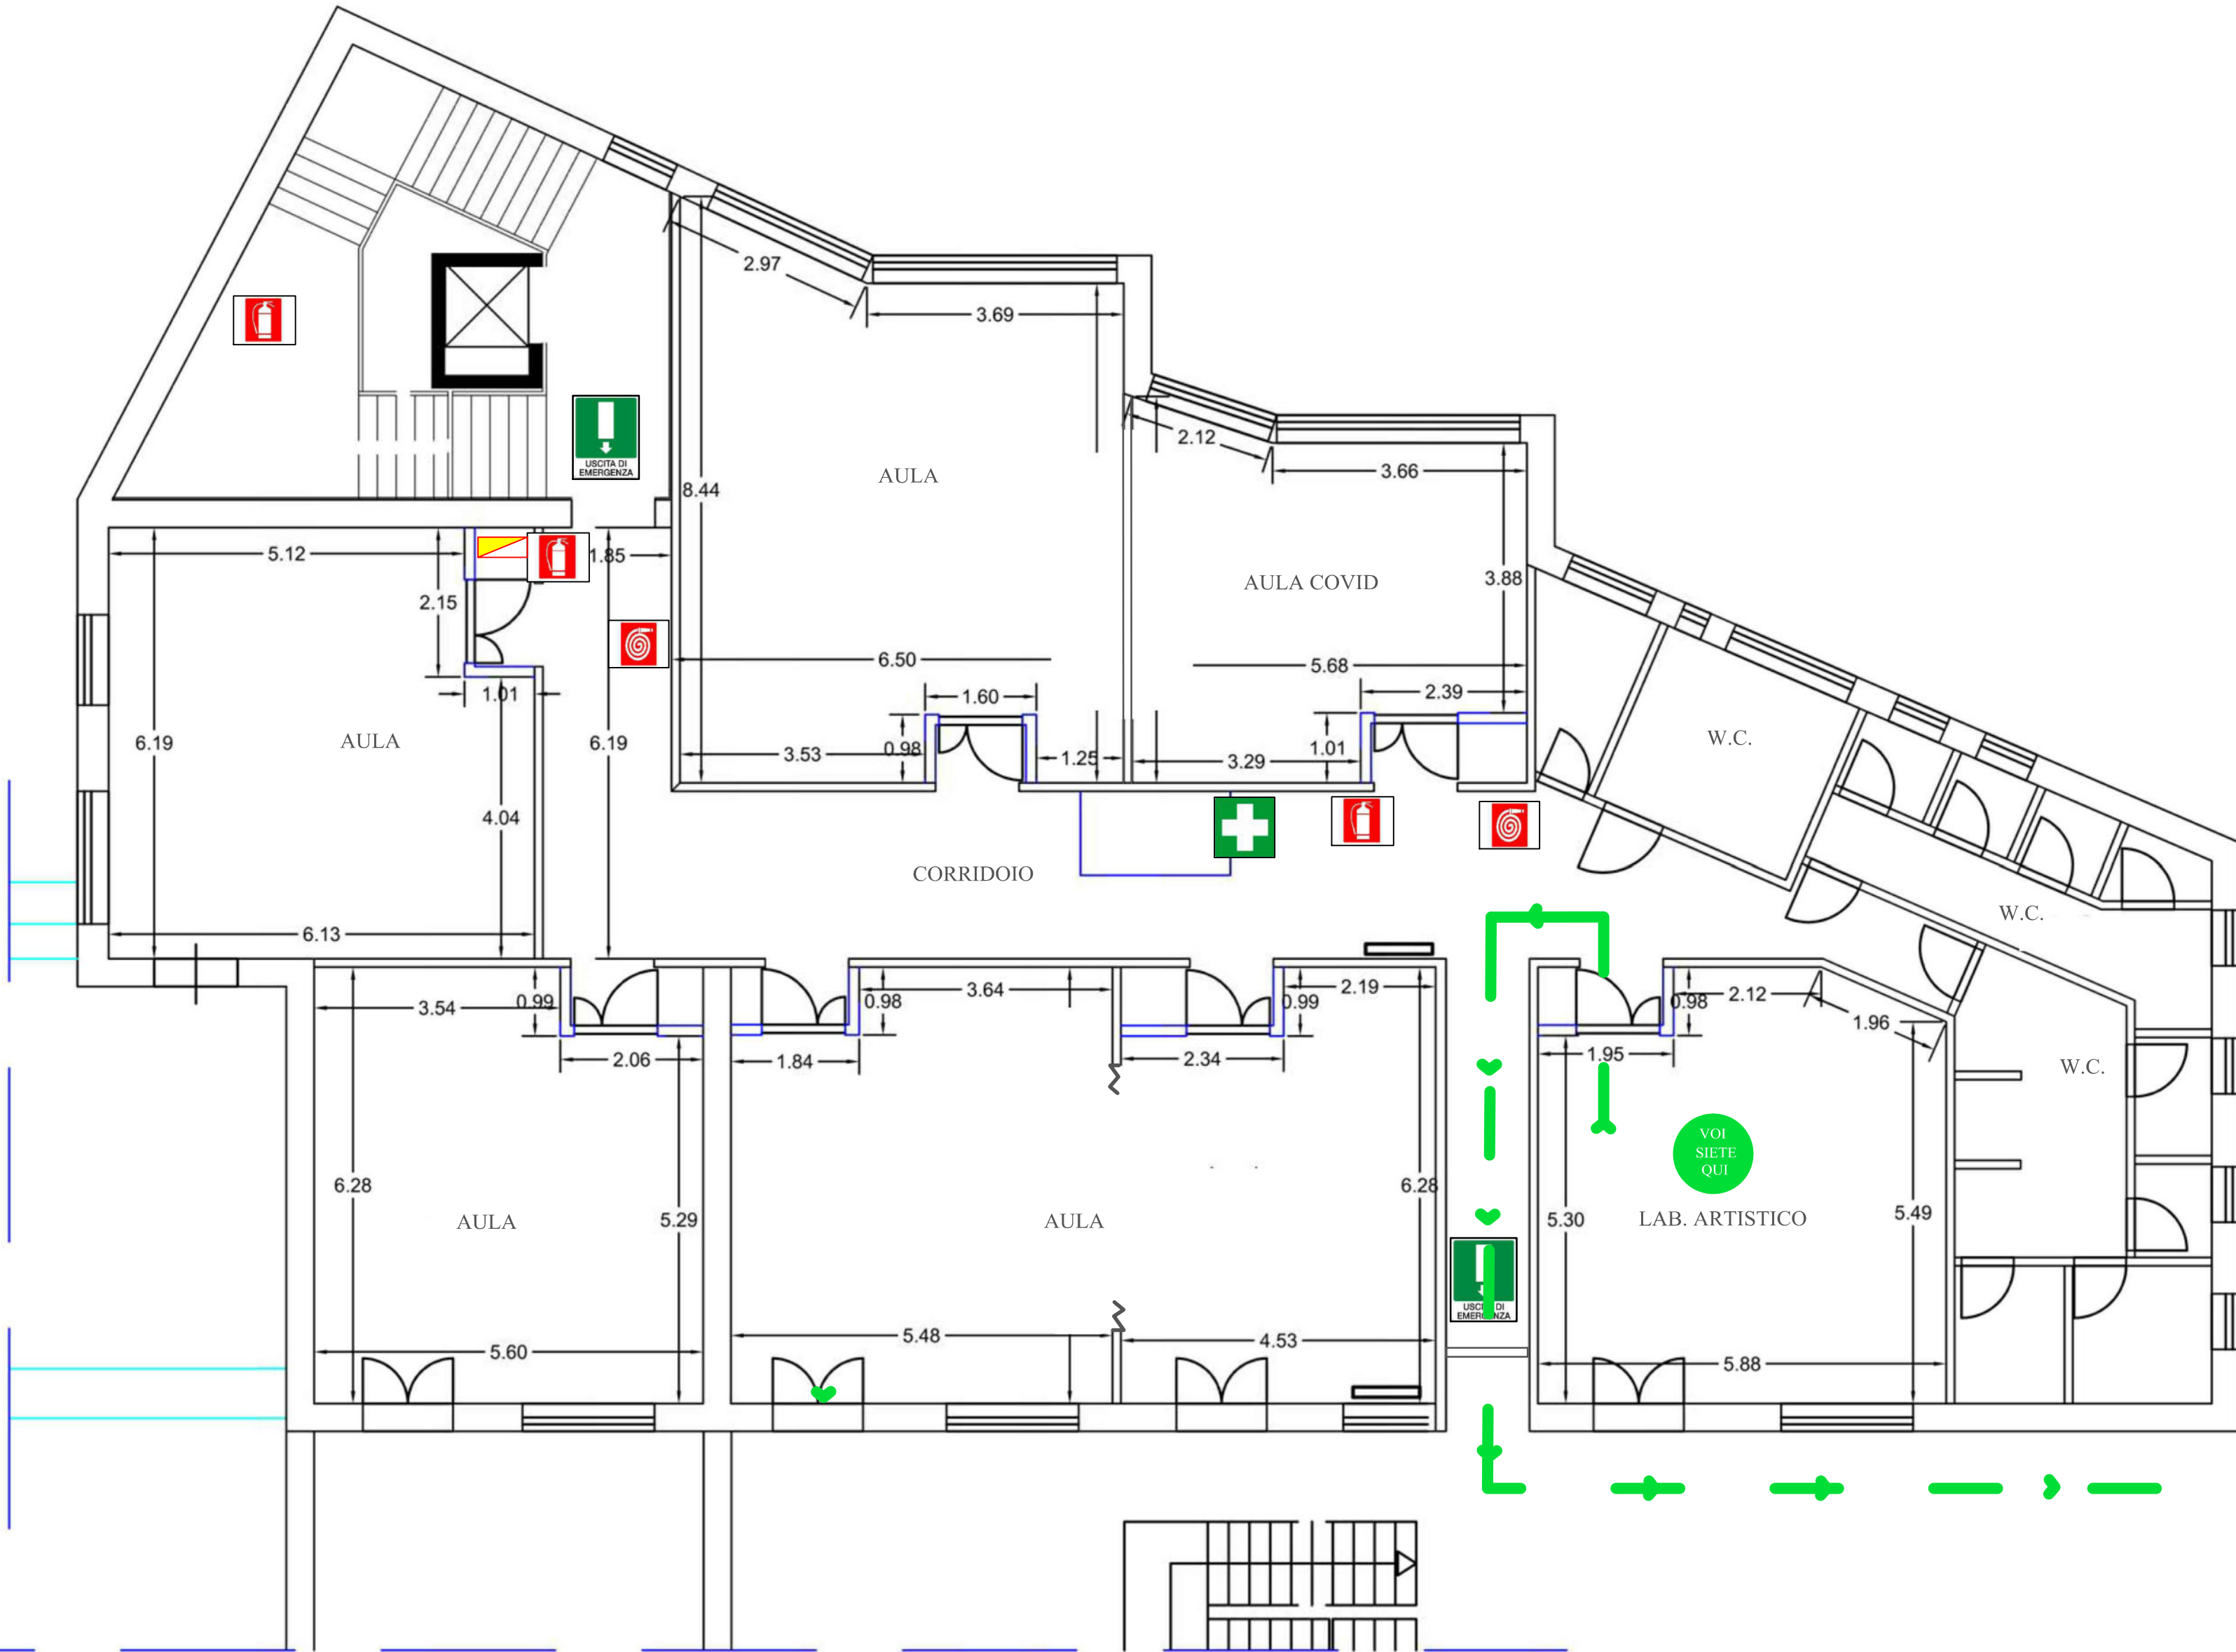 2.97
3.69
2.12
3.66
USCITA DI
EMERGENZA
AULA
8.44
5.12
1.85
2.15
AULA COVID
3.88
6.50
5.68
1.01
1.60
2.39
6.19
AULA
6.19
3.53
0.98
1.25
3.29
1.01
W.C.
4.04
CORRIDOIO
W.C.
6.13
3.54
0.99
0.98
3.64
0.99
2.19
0.98
2.12
1.96
2.06
1.84
2.34
1.95
W.C.
VOI
SIETE
QUI
6.28
6.28
AULA
5.29
AULA
5.30
LAB. ARTISTICO
5.49
USCITA DI
EMERGENZA
5.60
5.48
4.53
5.88